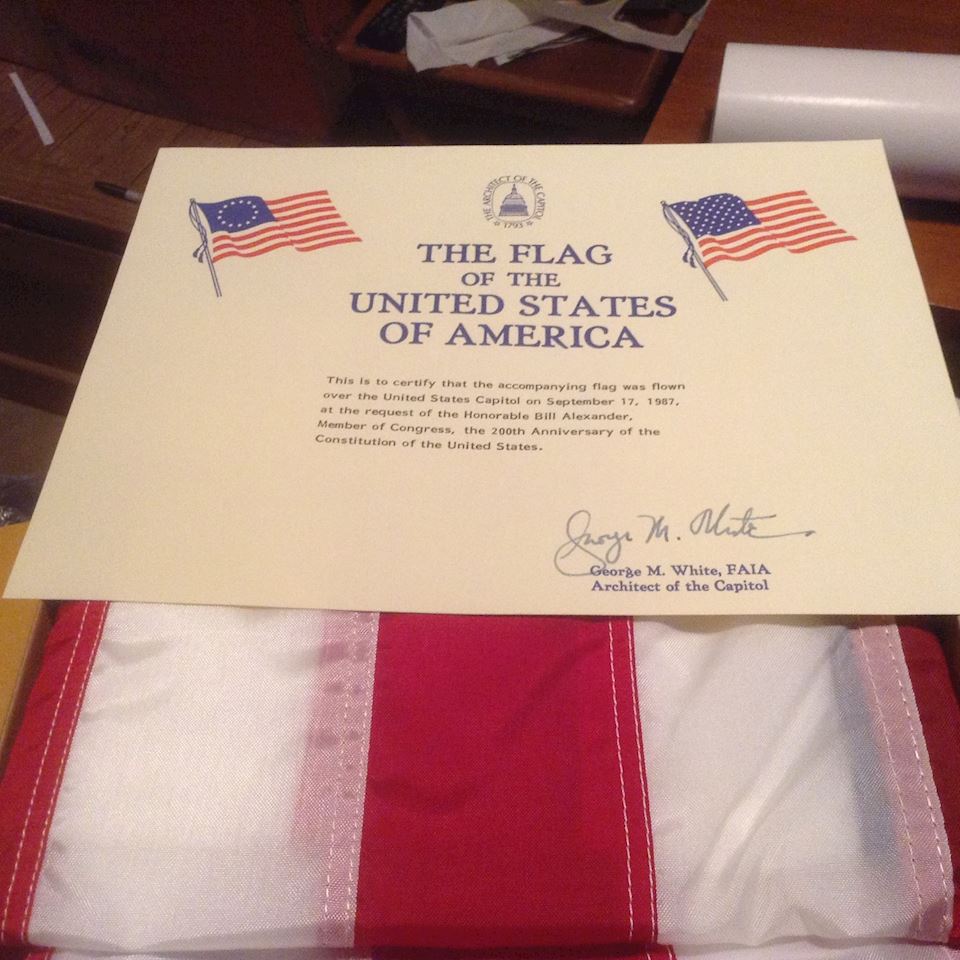 THE ARCHITECT OF THE CAPITOL
1793
THE FLAG
OF THE
UNITED STATES
OF AMERICA
This is to certify that the accompanying flag was flown
over the United States Capitol on September 17, 1987,
at the request of the Honorable Bill Alexander,
Member of Congress, the 200th Anniversary of the
Constitution of the United States.
George M. White
George M. White, FAIA
Architect of the Capitol